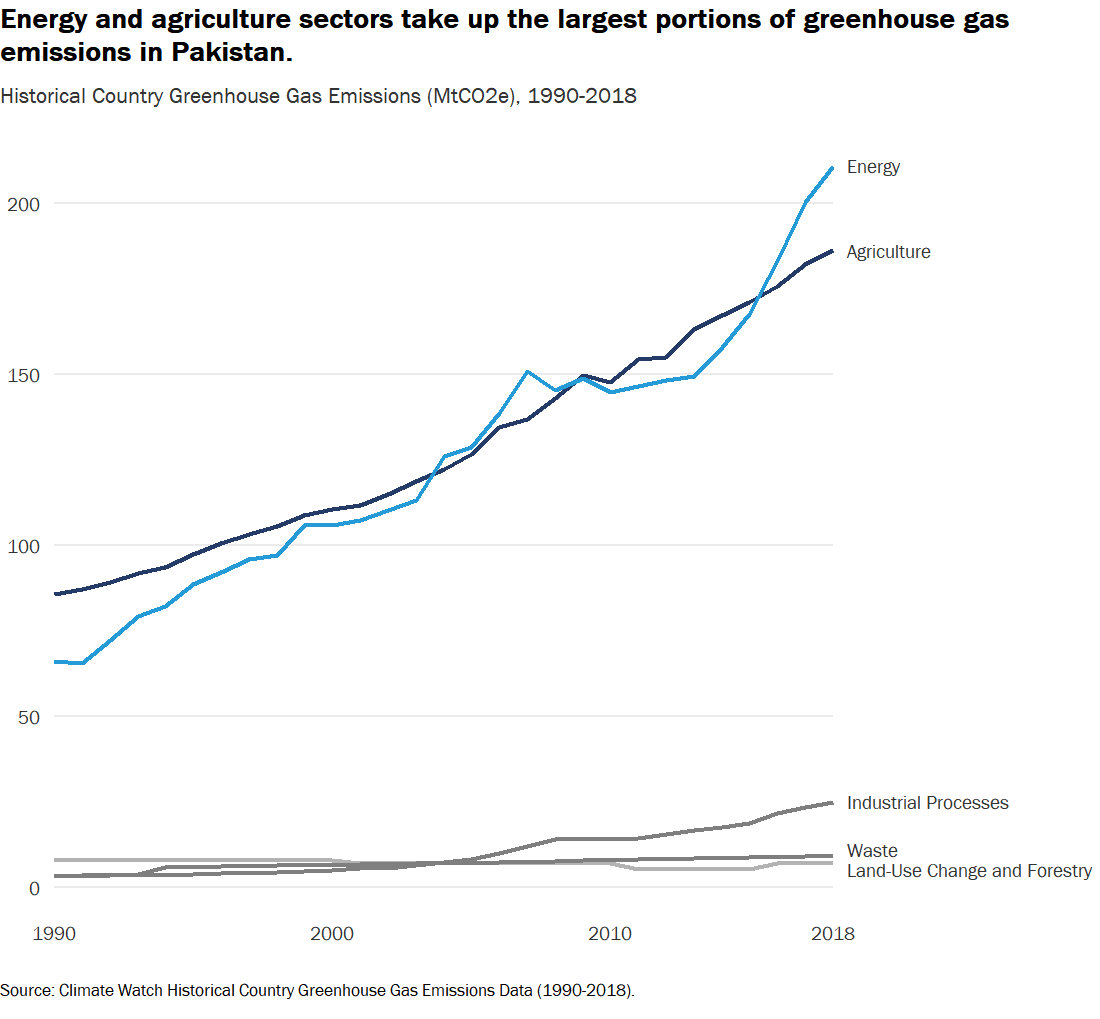 Energy and agriculture sectors take up the largest portions of greenhouse gas
emissions in Pakistan.
Historical Country Greenhouse Gas Emissions (MtCO2e), 1990-2018
Energy
200
Agriculture
150
100
50
Industrial Processes
Waste
Land-Use Change and Forestry
0
1990 2000 2010 2018
Source: Climate Watch Historical Country Greenhouse Gas Emissions Data (1990-2018).